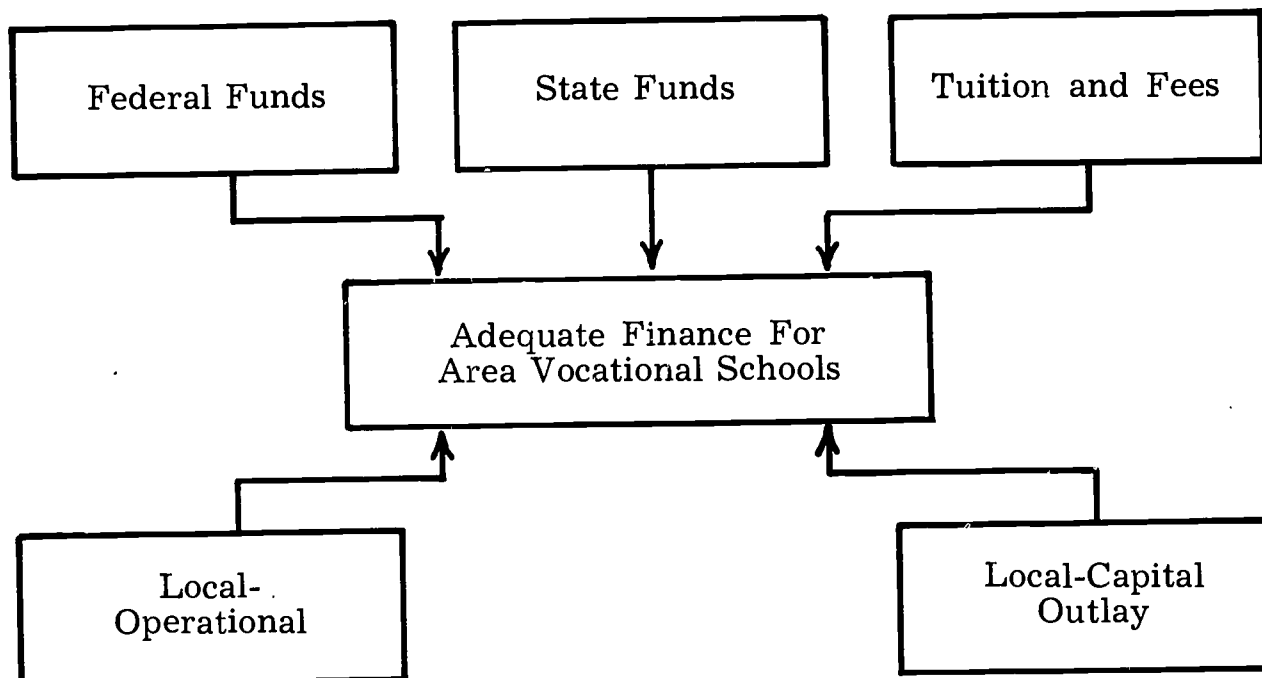 Federal Funds
State Funds
Tuition and Fees
Adequate Finance For
Area Vocational Schools
Local-
Operational
Local-Capital
Outlay